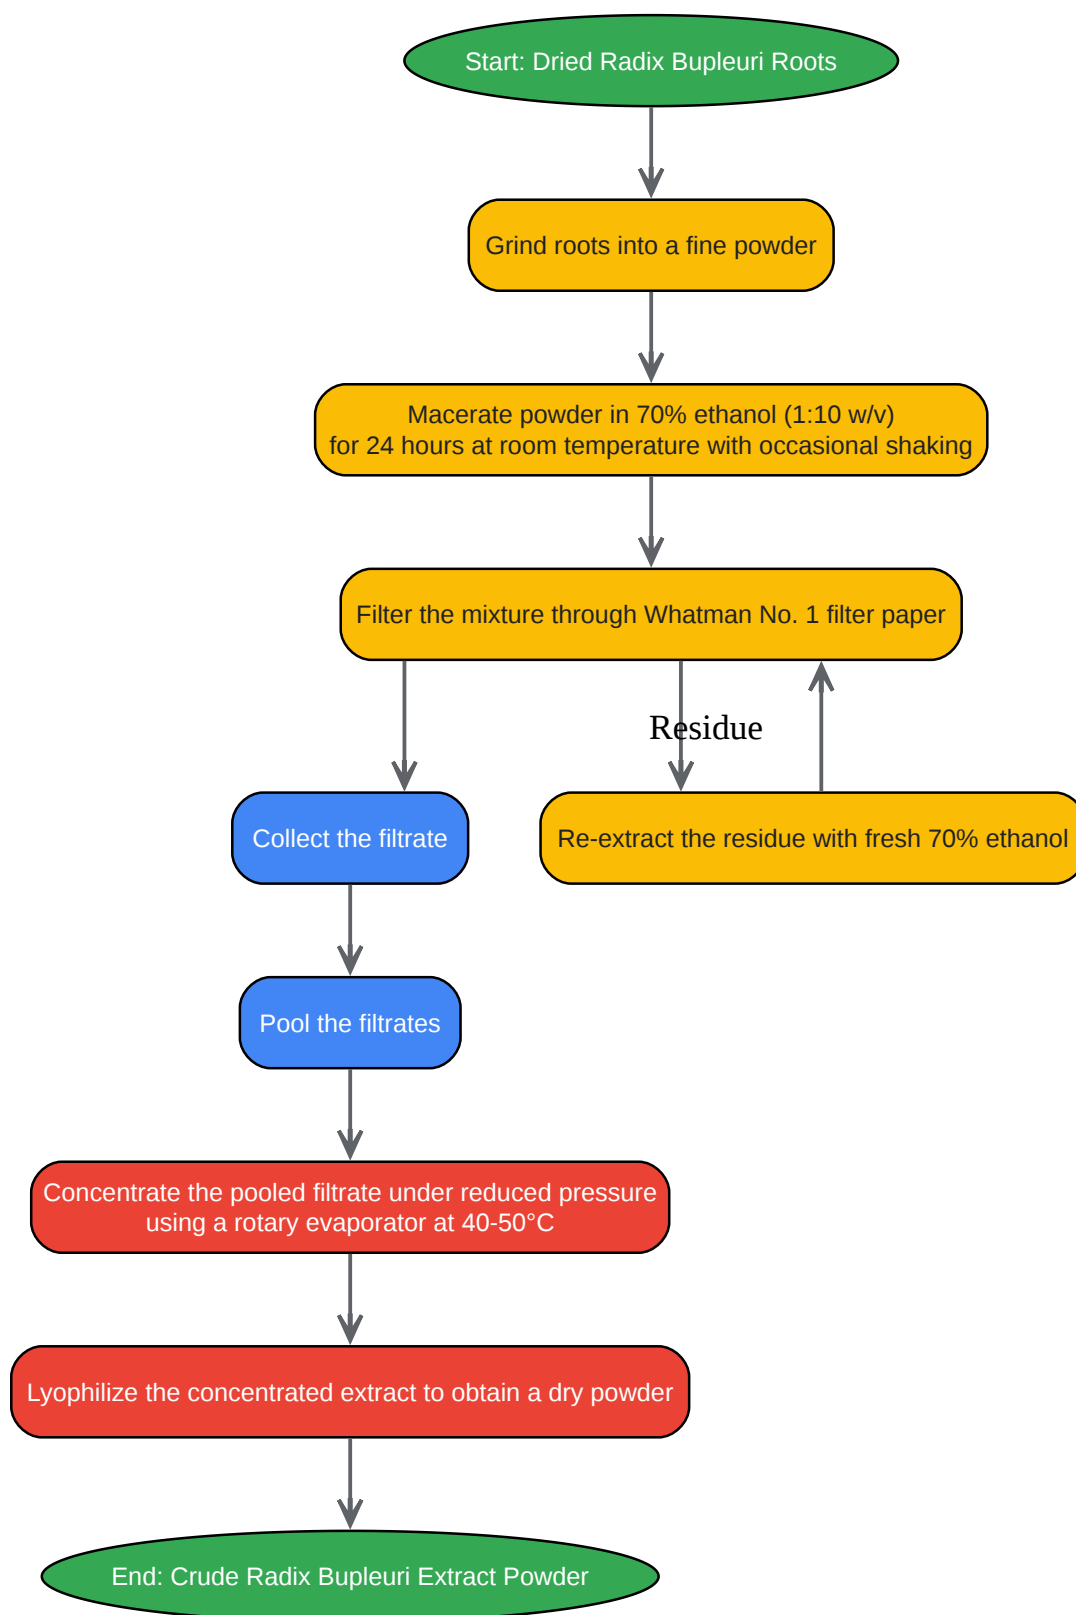 Start: Dried Radix Bupleuri Roots
Grind roots into a fine powder
Macerate powder in 70% ethanol (1:10 w/v)
for 24 hours at room temperature with occasional shaking
Filter the mixture through Whatman No. 1 filter paper
Residue
Collect the filtrate
Re-extract the residue with fresh 70% ethanol
Pool the filtrates
Concentrate the pooled filtrate under reduced pressure
using a rotary evaporator at 40-50°C
Lyophilize the concentrated extract to obtain a dry powder
End: Crude Radix Bupleuri Extract Powder